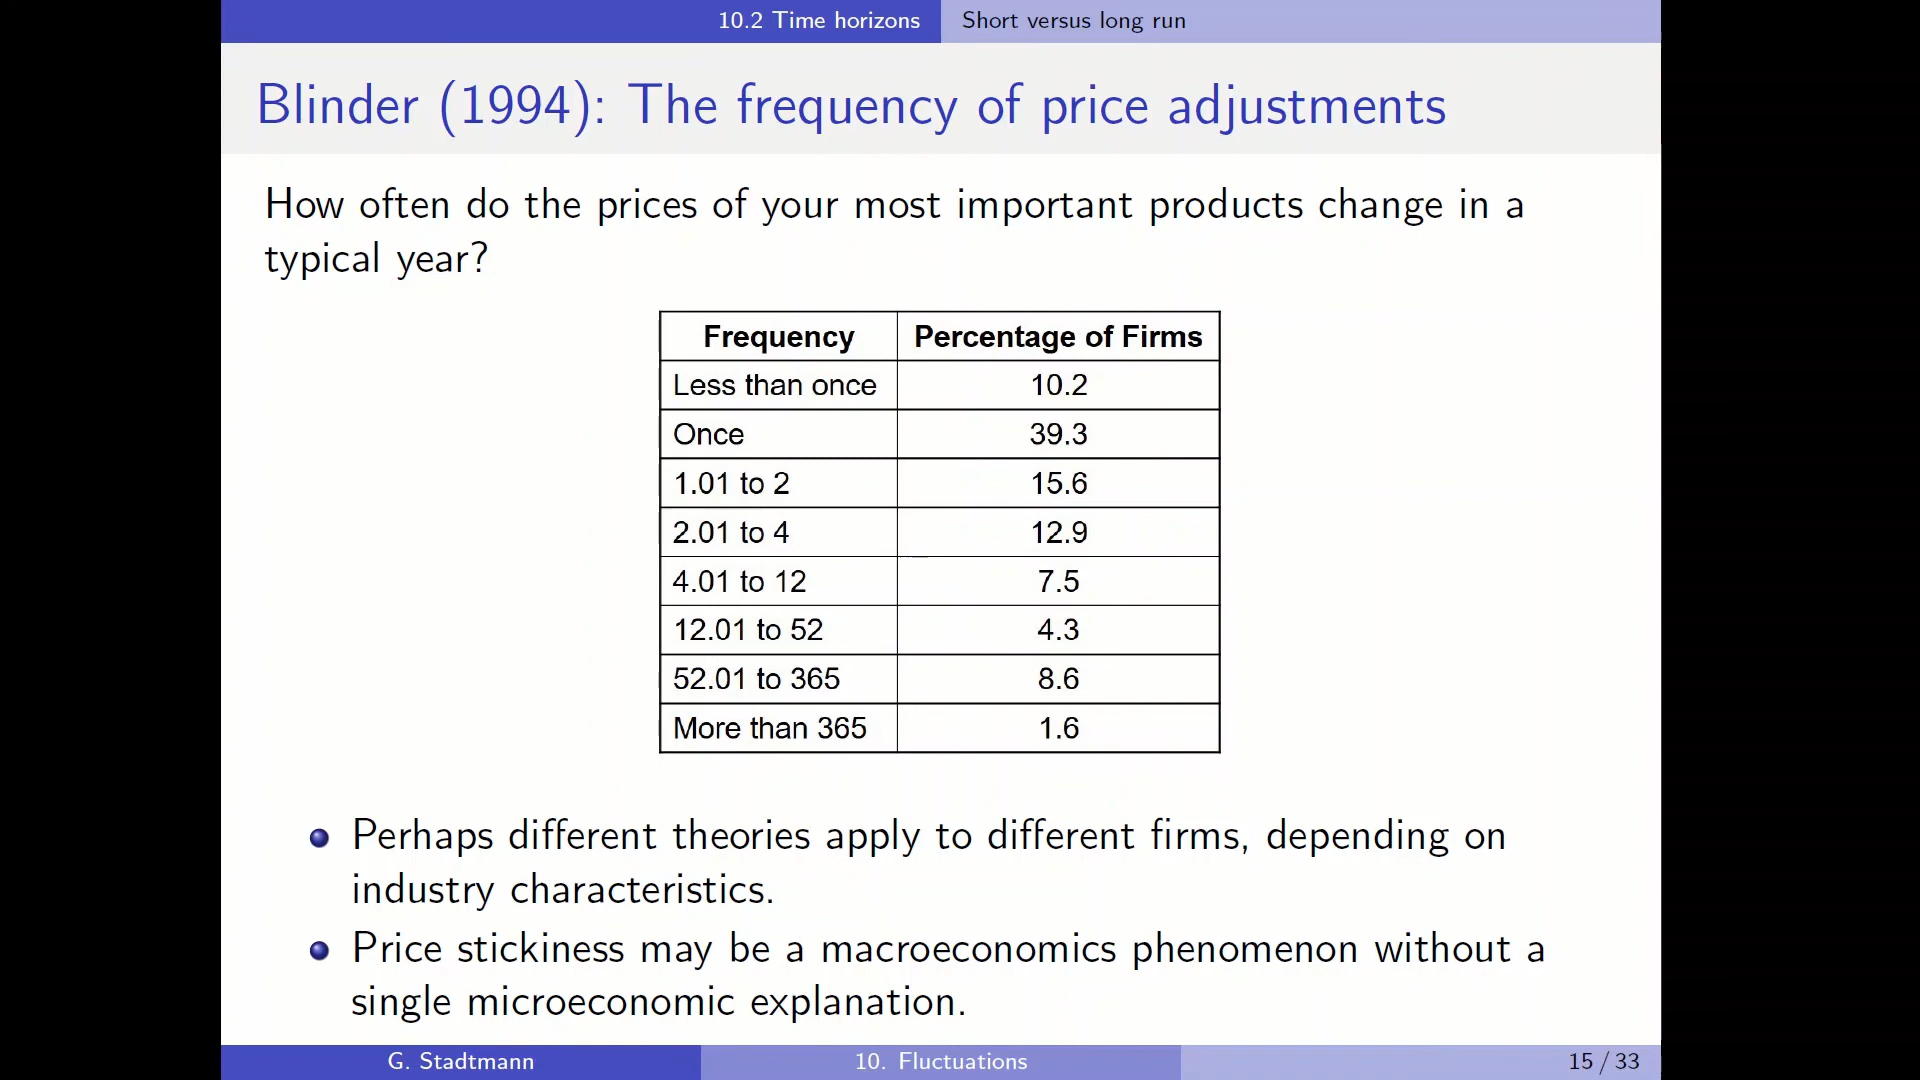 10.2 Time horizons Short versus long run
Blinder (1994): The frequency of price adjustments
How often do the prices of your most important products change in a
typical year?
Frequency Percentage of Firms
Less than once 10.2
Once 39.3
1.01 to 2 15.6
2.01 to 4 12.9
4.01 to 12 7.5
12.01 to 52 4.3
52.01 to 365 8.6
More than 365 1.6
Perhaps different theories apply to different firms, depending on
industry characteristics.
Price stickiness may be a macroeconomics phenomenon without a
single microeconomic explanation.
G. Stadtmann 10. Fluctuations 15 / 33